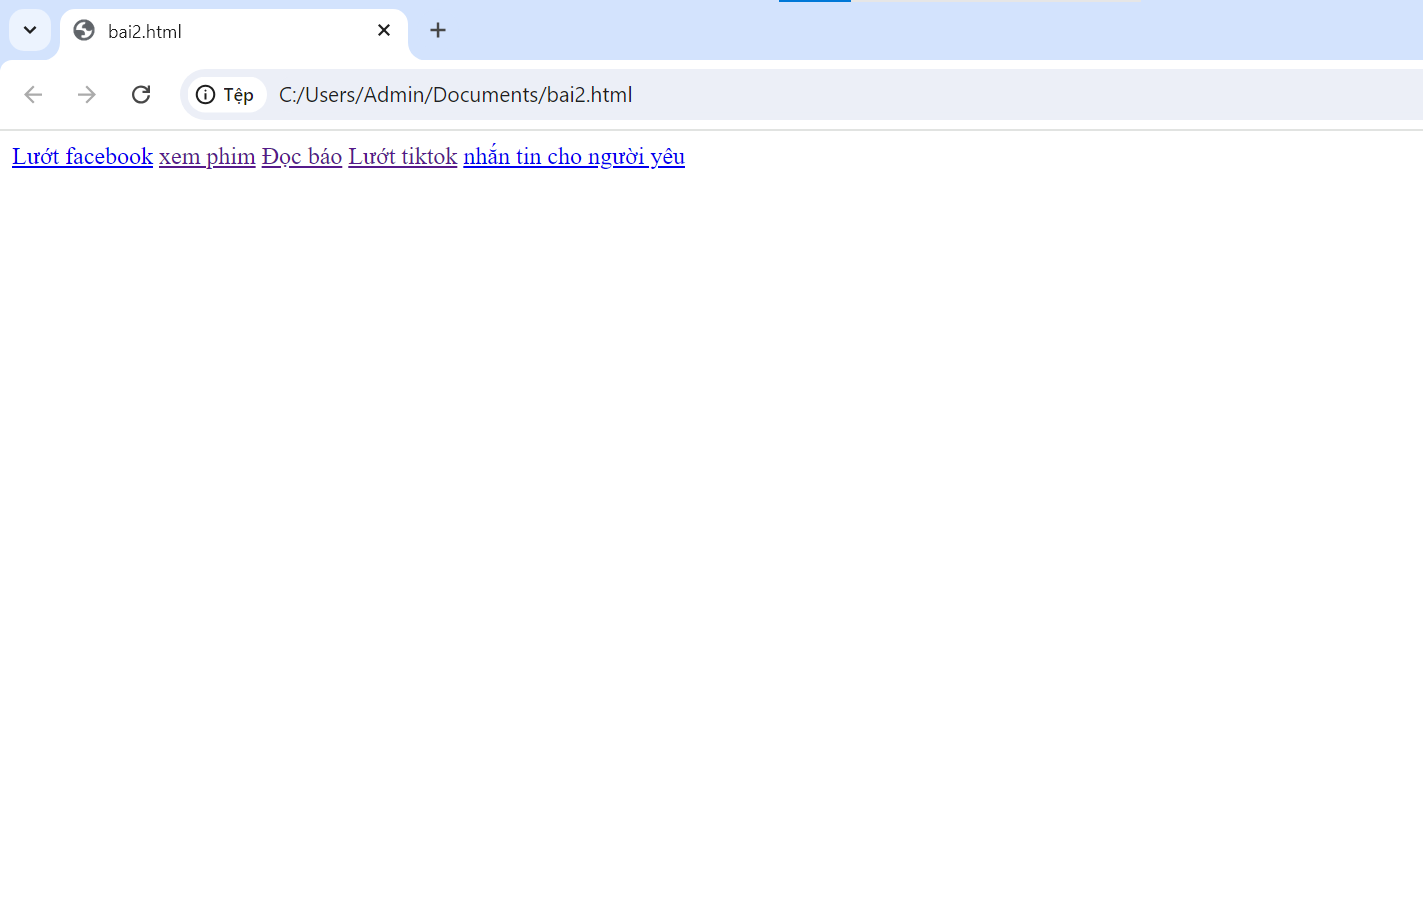 bai2.html
Tệp C:/Users/Admin/Documents/bai2.html
Lướt facebook xem phim Đọc báo Lướt tiktok nhắn tin cho người yêu